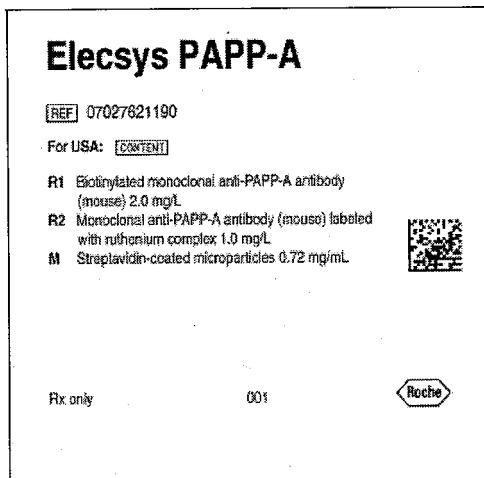 Elecsys PAPP-A
REF 07027621190
For USA: CONTENT
R1 Biotinylated monoclonal anti-PAPP-A antibody
(mouse) 2.0 mg/L
R2 Monoclonal anti-PAPP-A antibody (mouse) labeled
with ruthenium complex 1.0 mg/L
M Streptavidin-coated microparticles 0.72 mg/mL
Rx only 001 Roche